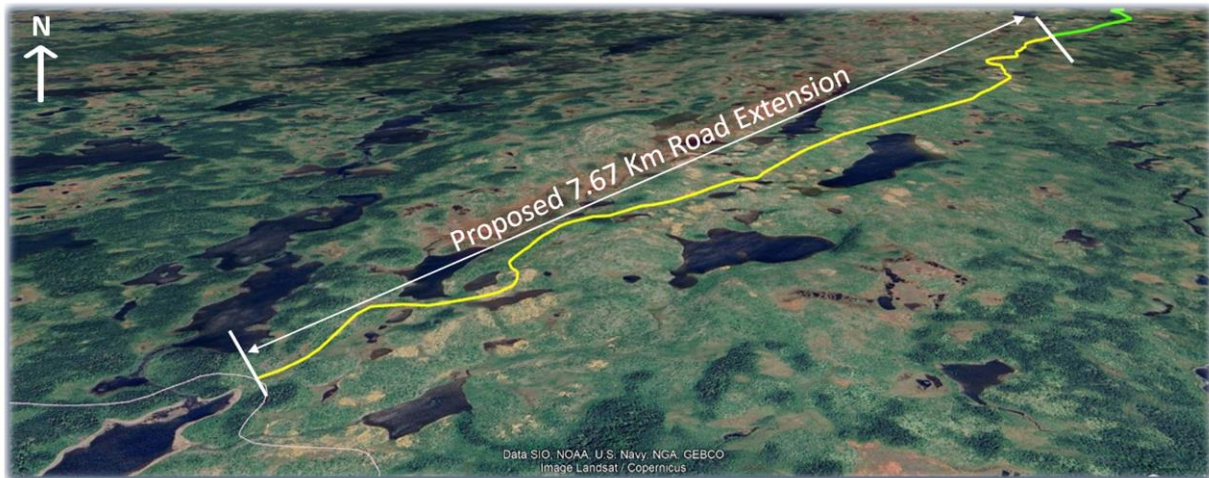 N
Proposed 7.67 Km Road Extension
Data SIO, NOAA, U.S. Navy, NGA, GEBCO
Image Landsat / Copernicus